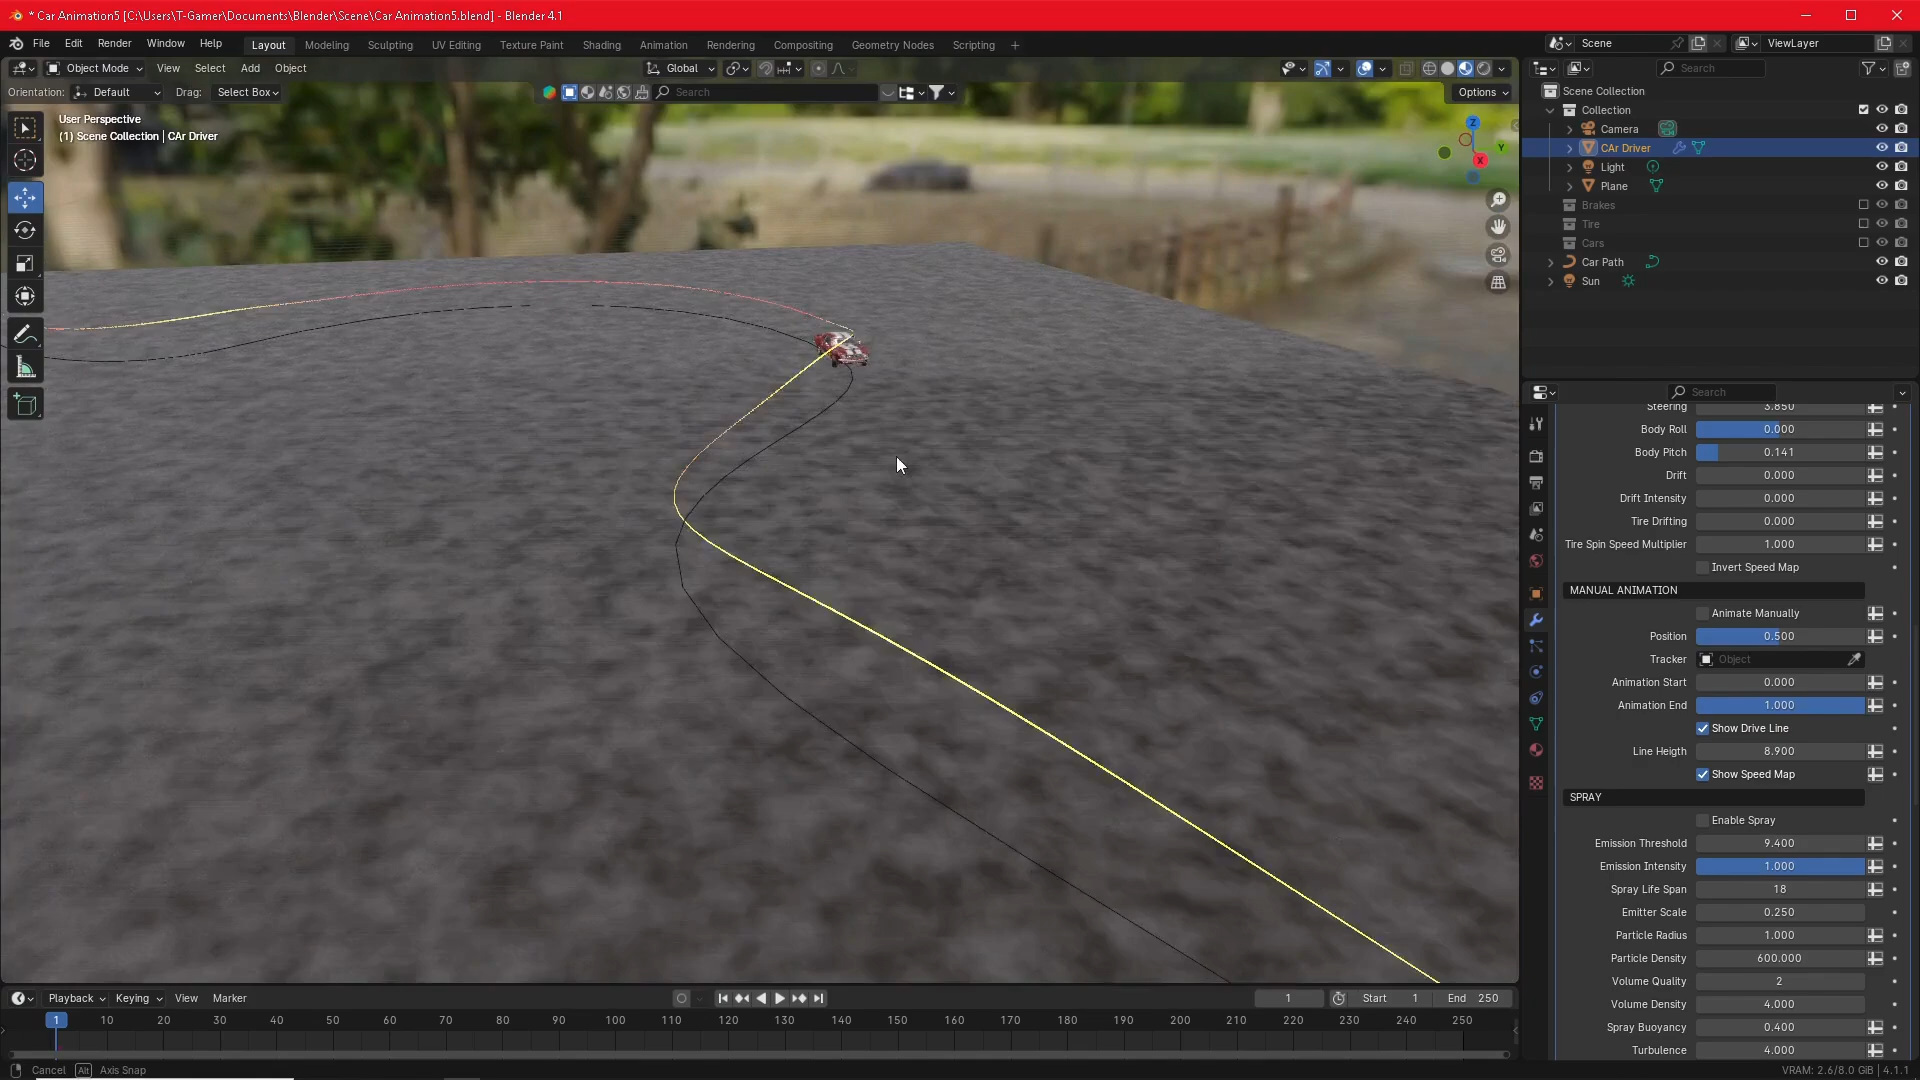 * Car Animation5 [C:\Users\T-Gamer\Documents\Blender\Scene\Car Animation5.blend] - Blender 4.1
File Edit Render Window Help Layout Modeling Sculpting UV Editing Texture Paint Shading Animation Rendering Compositing Geometry Nodes Scripting + Scene ViewLayer
Object Mode View Select Add Object Global Search
Orientation: Default Drag: Select Box Search Options
User Perspective
(1) Scene Collection | CAr Driver
Z
Y
X
Scene Collection
Collection
Camera
CAr Driver
Light
Plane
Brakes
Tire
Cars
Car Path
Sun
Search
Steering 3.850
Body Roll 0.000
Body Pitch 0.141
Drift 0.000
Drift Intensity 0.000
Tire Drifting 0.000
Tire Spin Speed Multiplier 1.000
Invert Speed Map
MANUAL ANIMATION
Animate Manually
Position 0.500
Tracker Object
Animation Start 0.000
Animation End 1.000
Show Drive Line
Line Heigth 8.900
Show Speed Map
SPRAY
Enable Spray
Emission Threshold 9.400
Emission Intensity 1.000
Spray Life Span 18
Emitter Scale 0.250
Particle Radius 1.000
Particle Density 600.000
Volume Quality 2
Volume Density 4.000
Spray Buoyancy 0.400
Turbulence 4.000
Playback Keying View Marker 1 Start 1 End 250
1 10 20 30 40 50 60 70 80 90 100 110 120 130 140 150 160 170 180 190 200 210 220 230 240 250
Cancel Alt Axis Snap VRAM: 2.6/8.0 GiB | 4.1.1